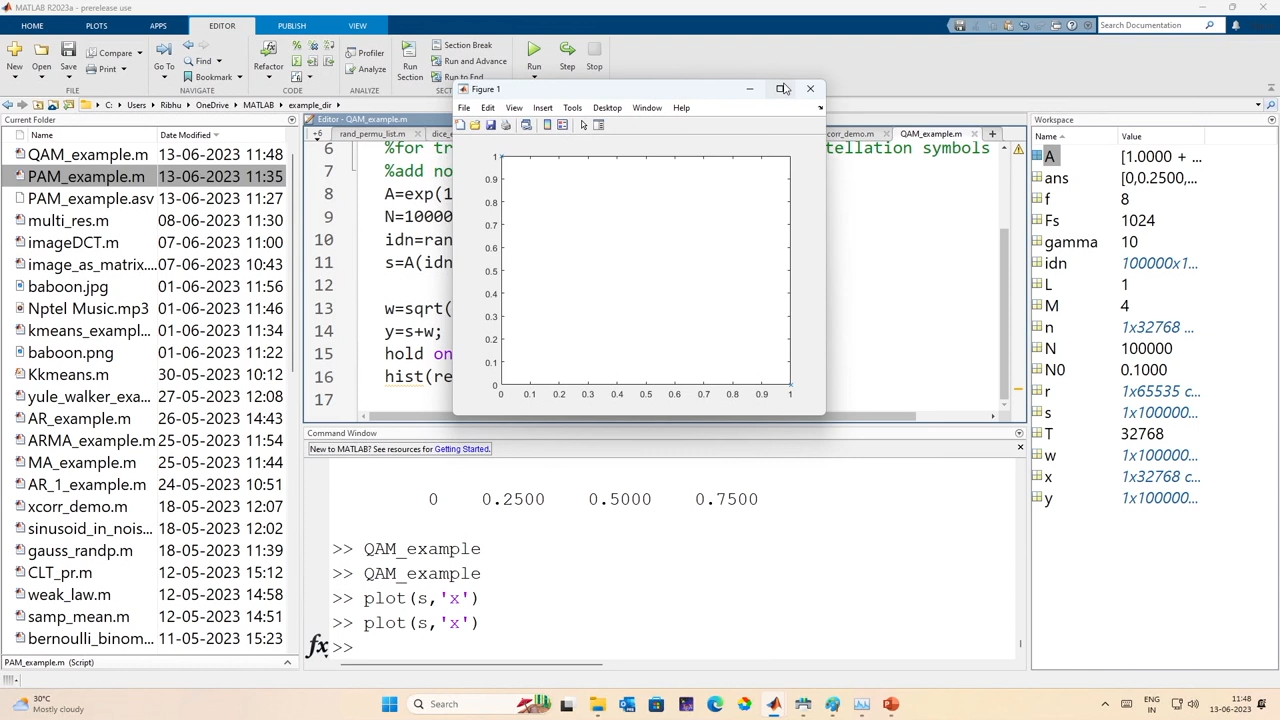 MATLAB R2023a - prerelease use
HOME PLOTS APPS EDITOR PUBLISH VIEW
Search Documentation
New Open Save Compare Print Go To Find Bookmark Refactor Profiler Analyze Run Section Section Break Run and Advance Run to End Run Step Stop
FILE NAVIGATE CODE ANALYZE
C: Users Ribhu OneDrive MATLAB example_dir
Current Folder
Name Date Modified
QAM_example.m 13-06-2023 11:48
PAM_example.m 13-06-2023 11:35
PAM_example.asv 13-06-2023 11:27
multi_res.m 08-06-2023 11:30
imageDCT.m 07-06-2023 11:00
image_as_matrix.... 07-06-2023 10:43
baboon.jpg 01-06-2023 11:56
Nptel Music.mp3 01-06-2023 11:46
kmeans_exampl... 01-06-2023 11:34
baboon.png 01-06-2023 11:22
Kkmeans.m 30-05-2023 10:12
yule_walker_exa... 27-05-2023 12:08
AR_example.m 26-05-2023 14:43
ARMA_example.m 25-05-2023 11:54
MA_example.m 25-05-2023 11:44
AR_1_example.m 24-05-2023 10:51
xcorr_demo.m 18-05-2023 12:07
sinusoid_in_nois... 18-05-2023 12:02
gauss_randp.m 18-05-2023 11:39
CLT_pr.m 12-05-2023 15:12
weak_law.m 12-05-2023 14:58
samp_mean.m 12-05-2023 14:51
bernoulli_binom... 11-05-2023 15:23
PAM_example.m (Script)
Editor - QAM_example.m
+6 rand_permu_list.m dice_e corr_demo.m QAM_example.m
6 %for tr tellation symbols
7 %add no
8 A=exp(1
9 N=10000
10 idn=ran
11 s=A(idn
12
13 w=sqrt(
14 y=s+w;
15 hold on
16 hist(re
17
Figure 1
File Edit View Insert Tools Desktop Window Help
1
0.9
0.8
0.7
0.6
0.5
0.4
0.3
0.2
0.1
0
0 0.1 0.2 0.3 0.4 0.5 0.6 0.7 0.8 0.9 1
Command Window
New to MATLAB? See resources for Getting Started.
0 0.2500 0.5000 0.7500
>> QAM_example
>> QAM_example
>> plot(s,'x')
>> plot(s,'x')
fx >>
Workspace
Name Value
A [1.0000 + ...
ans [0,0.2500,...
f 8
Fs 1024
gamma 10
idn 100000x1...
L 1
M 4
n 1x32768 ...
N 100000
N0 0.1000
r 1x65535 c...
s 1x100000...
T 32768
w 1x100000...
x 1x32768 c...
y 1x100000...
30°C
Mostly cloudy
Search
ENG
IN
11:48
13-06-2023